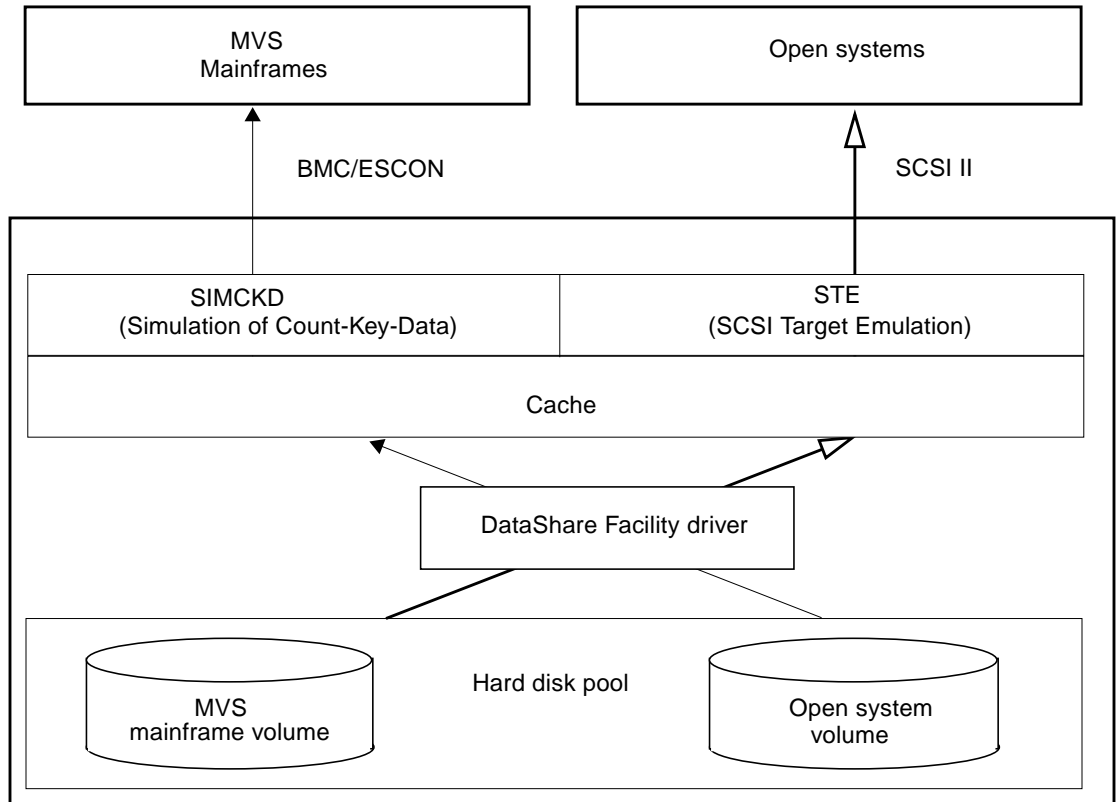 MVS
Mainframes
Open systems
BMC/ESCON
SCSI II
SIMCKD
(Simulation of Count-Key-Data)
STE
(SCSI Target Emulation)
Cache
DataShare Facility driver
MVS
mainframe volume
Hard disk pool
Open system
volume